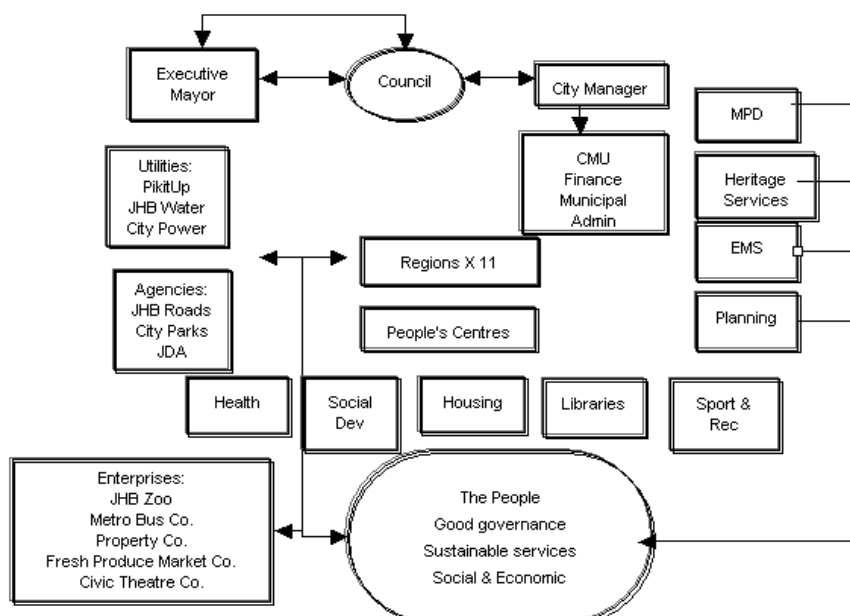 Executive
Mayor
Council
City Manager
MPD
Utilities:
PikitUp
JHB Water
City Power
CMU
Finance
Municipal
Admin
Heritage
Services
Regions X 11
EMS
Agencies:
JHB Roads
City Parks
JDA
People's Centres
Planning
Health
Social
Dev
Housing
Libraries
Sport &
Rec
Enterprises:
JHB Zoo
Metro Bus Co.
Property Co.
Fresh Produce Market Co.
Civic Theatre Co.
The People
Good governance
Sustainable services
Social & Economic